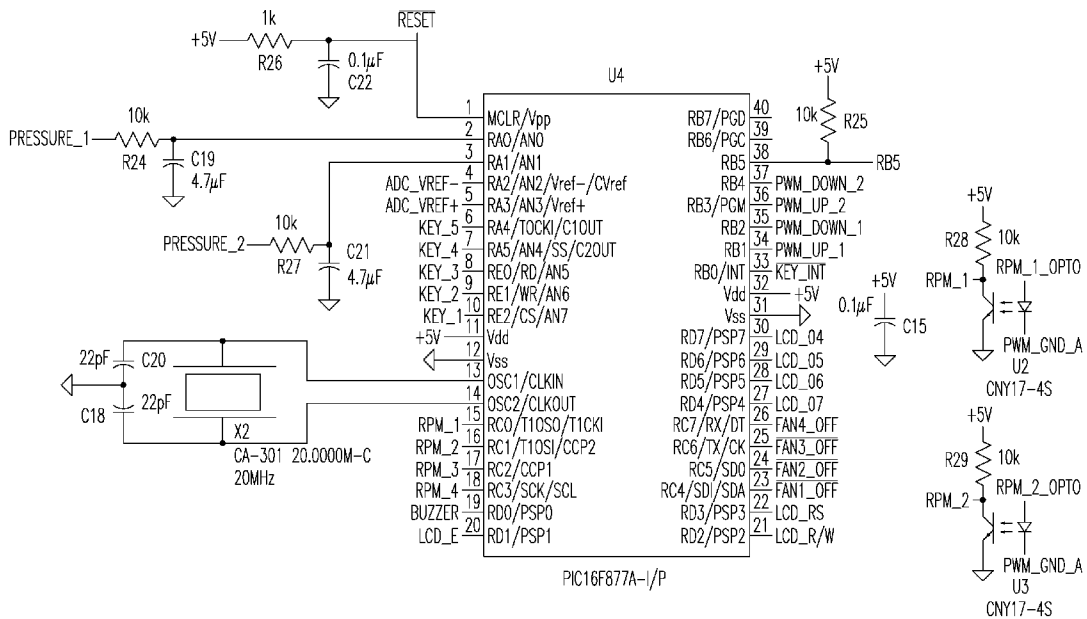 1k
RESET
+5V
R26
0.1µF
C22
U4
+5V
10k
R25
10k
PRESSURE_1
R24
C19
4.7µF
1 MCLR/Vpp
2 RA0/AN0
3 RA1/AN1
ADC_VREF- 4 RA2/AN2/Vref-/CVref
ADC_VREF+ 5 RA3/AN3/Vref+
KEY_5 6 RA4/TOCKI/C1OUT
KEY_4 7 RA5/AN4/SS/C2OUT
KEY_3 8 RE0/RD/AN5
KEY_2 9 RE1/WR/AN6
KEY_1 10 RE2/CS/AN7
+5V 11 Vdd
12 Vss
13 OSC1/CLKIN
14 OSC2/CLKOUT
RPM_1 15 RC0/T1OSO/T1CKI
RPM_2 16 RC1/T1OSI/CCP2
RPM_3 17 RC2/CCP1
RPM_4 18 RC3/SCK/SCL
BUZZER 19 RD0/PSP0
LCD_E 20 RD1/PSP1
RB7/PGD 40
RB6/PGC 39
RB5 38 RB5
RB4 37 PWM_DOWN_2
RB3/PGM 36 PWM_UP_2
RB2 35 PWM_DOWN_1
RB1 34 PWM_UP_1
RB0/INT 33 KEY_INT
Vdd 32 +5V
Vss 31
RD7/PSP7 30 LCD_04
RD6/PSP6 29 LCD_05
RD5/PSP5 28 LCD_06
RD4/PSP4 27 LCD_07
RC7/RX/DT 26 FAN4_OFF
RC6/TX/CK 25 FAN3_OFF
RC5/SDO 24 FAN2_OFF
RC4/SDI/SDA 23 FAN1_OFF
RD3/PSP3 22 LCD_RS
RD2/PSP2 21 LCD_R/W
PIC16F877A-I/P
PRESSURE_2
10k
R27
C21
4.7µF
22pF
C20
22pF
C18
X2
CA-301 20.0000M-C
20MHz
+5V
0.1µF
C15
+5V
R28
10k
RPM_1_OPTO
RPM_1
PWM_GND_A
U2
CNY17-4S
+5V
R29
10k
RPM_2_OPTO
RPM_2
PWM_GND_A
U3
CNY17-4S